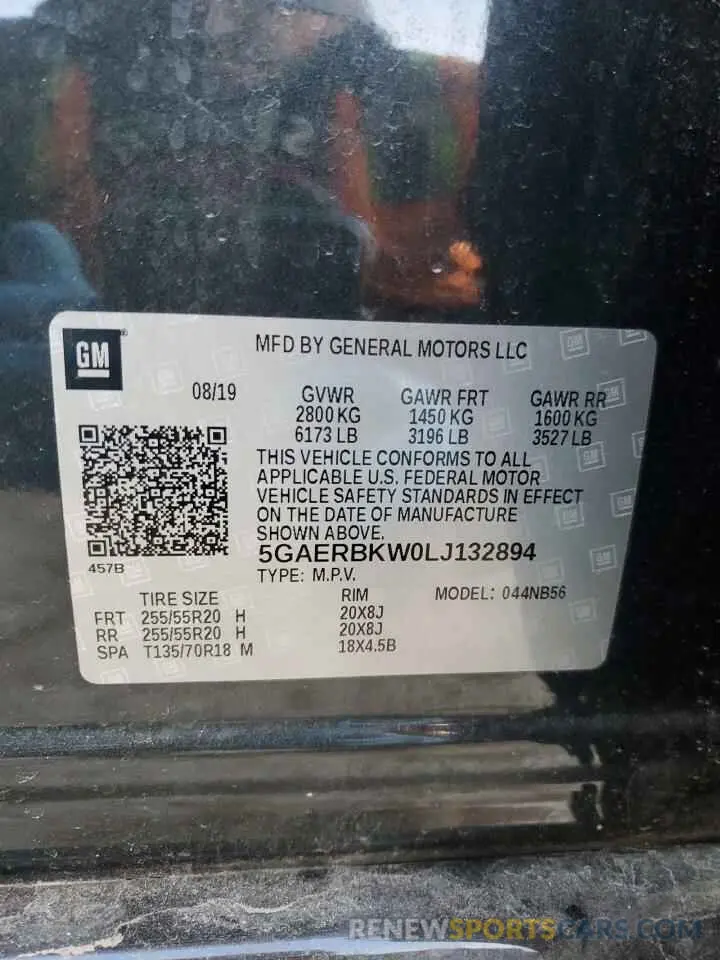 GM
MFD BY GENERAL MOTORS LLC
08/19
GVWR GAWR FRT GAWR RR
2800 KG 1450 KG 1600 KG
6173 LB 3196 LB 3527 LB
THIS VEHICLE CONFORMS TO ALL
APPLICABLE U.S. FEDERAL MOTOR
VEHICLE SAFETY STANDARDS IN EFFECT
ON THE DATE OF MANUFACTURE
SHOWN ABOVE.
457B
5GAERBKW0LJ132894
TYPE: M.P.V.
TIRE SIZE RIM MODEL: 044NB56
FRT 255/55R20 H 20X8J
RR 255/55R20 H 20X8J
SPA T135/70R18 M 18X4.5B
RENEWSPORTSCARS.COM